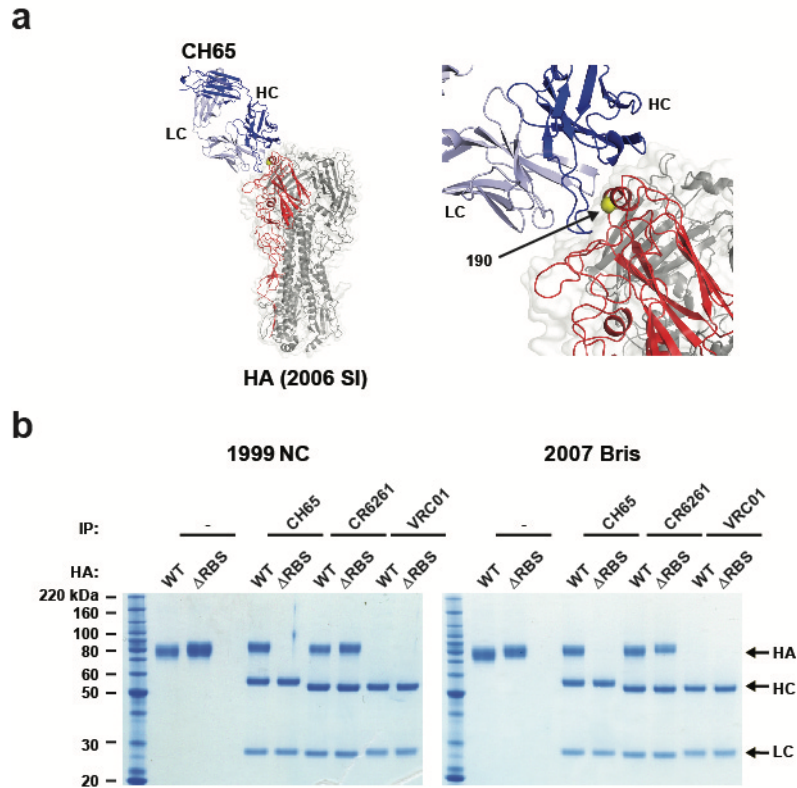 a
CH65
HC
LC
HA (2006 SI)
HC
LC
190
b
1999 NC
2007 Bris
IP: - CH65 CR6261 VRC01 - CH65 CR6261 VRC01
HA: WT ΔRBS WT ΔRBS WT ΔRBS WT ΔRBS WT ΔRBS WT ΔRBS WT ΔRBS WT ΔRBS
220 kDa
160
100
80
60
50
30
20
HA
HC
LC